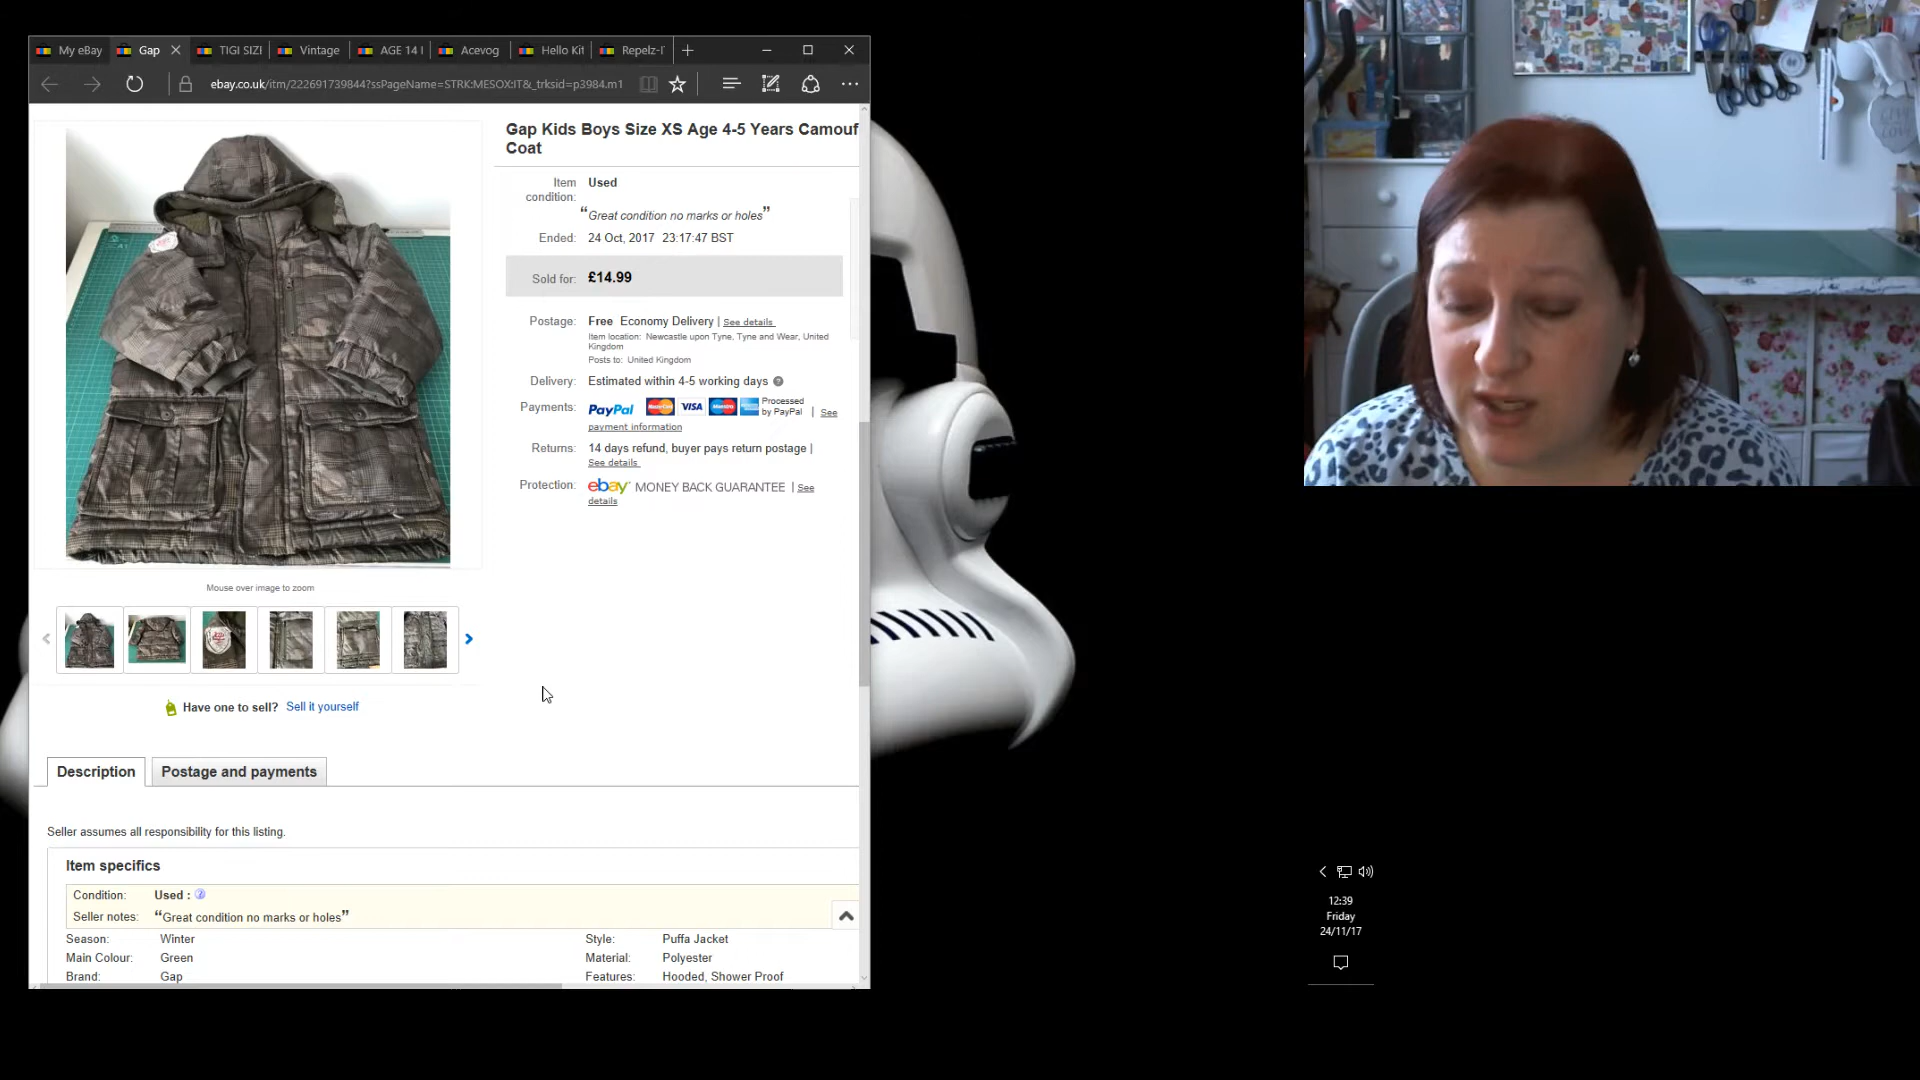 My eBay
Gap
TIGI SIZI
Vintage
AGE 14 I
Acevog
Hello Kit
Repelz-I
ebay.co.uk/itm/222691739844?ssPageName=STRK:MESOX:IT&_trksid=p3984.m1
Gap Kids Boys Size XS Age 4-5 Years Camouf
Coat
Item condition: Used
“Great condition no marks or holes”
Ended: 24 Oct, 2017 23:17:47 BST
Sold for: £14.99
Postage: Free Economy Delivery | See details
Item location: Newcastle upon Tyne, Tyne and Wear, United
Kingdom
Posts to: United Kingdom
Delivery: Estimated within 4-5 working days
Payments: PayPal MasterCard VISA Maestro Processed by PayPal | See
payment information
Returns: 14 days refund, buyer pays return postage |
See details
Protection: ebay MONEY BACK GUARANTEE | See
details
Mouse over image to zoom
Have one to sell? Sell it yourself
Description
Postage and payments
Seller assumes all responsibility for this listing.
Item specifics
Condition: Used :
Seller notes: “Great condition no marks or holes”
Season: Winter
Style: Puffa Jacket
Main Colour: Green
Material: Polyester
Brand: Gap
Features: Hooded, Shower Proof
12:39
Friday
24/11/17